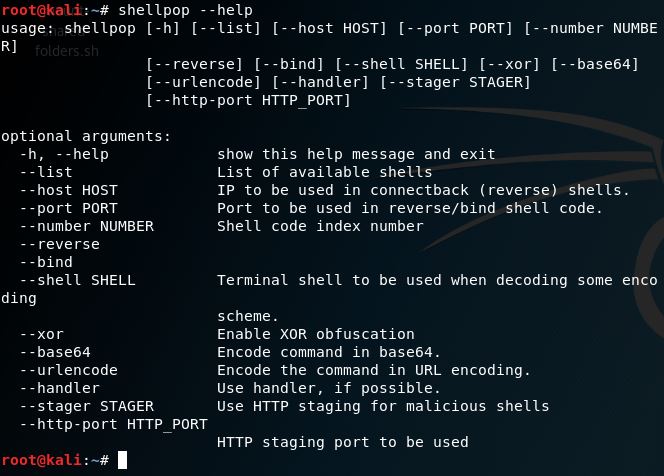 root@kali:~# shellpop --help
usage: shellpop [-h] [--list] [--host HOST] [--port PORT] [--number NUMBE
R]
folders.sh
[--reverse] [--bind] [--shell SHELL] [--xor] [--base64]
[--urlencode] [--handler] [--stager STAGER]
[--http-port HTTP_PORT]
optional arguments:
-h, --help show this help message and exit
--list List of available shells
--host HOST IP to be used in connectback (reverse) shells.
--port PORT Port to be used in reverse/bind shell code.
--number NUMBER Shell code index number
--reverse
--bind
--shell SHELL Terminal shell to be used when decoding some enco
ding
scheme.
--xor Enable XOR obfuscation
--base64 Encode command in base64.
--urlencode Encode the command in URL encoding.
--handler Use handler, if possible.
--stager STAGER Use HTTP staging for malicious shells
--http-port HTTP_PORT
HTTP staging port to be used
root@kali:~#